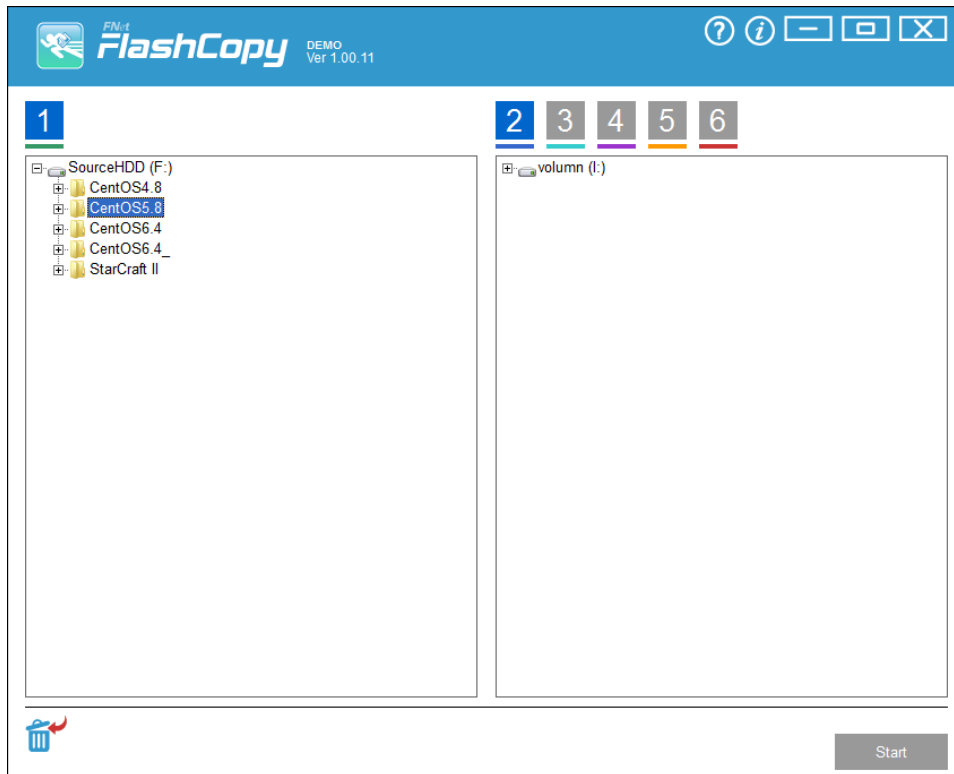 FNet
FlashCopy
DEMO
Ver 1.00.11
? i
1
2 3 4 5 6
SourceHDD (F:)
CentOS4.8
CentOS5.8
CentOS6.4
CentOS6.4_
StarCraft II
volumn (I:)
Start